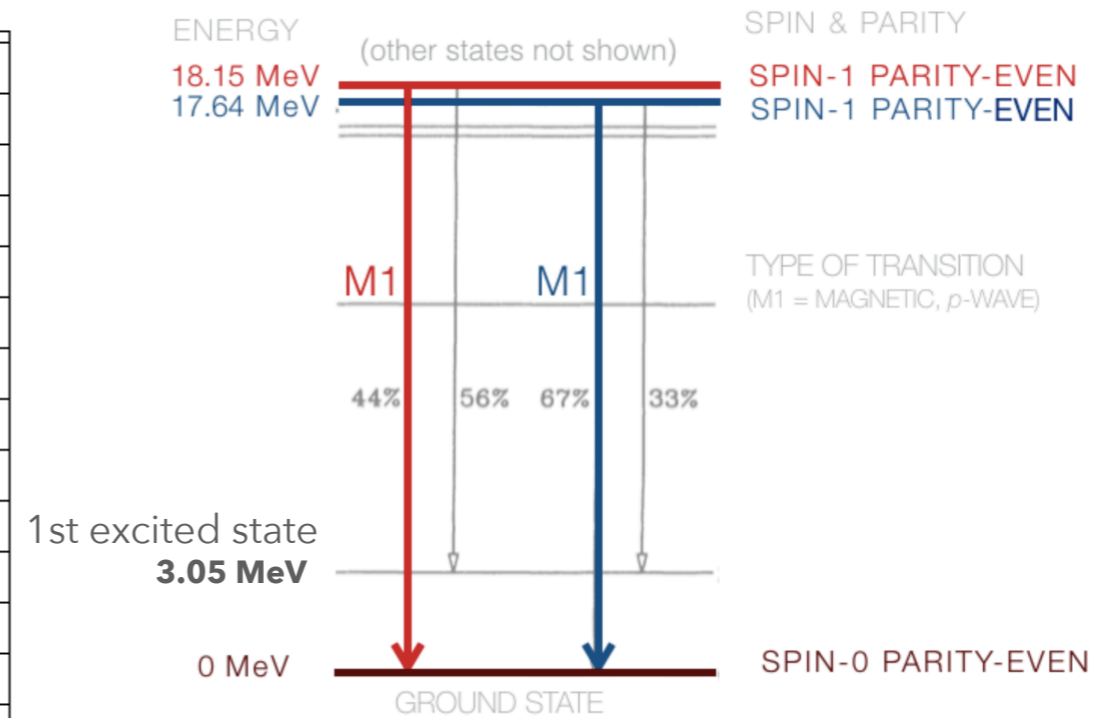 ENERGY
(other states not shown)
SPIN & PARITY
18.15 MeV
SPIN-1 PARITY-EVEN
17.64 MeV
SPIN-1 PARITY-EVEN
M1
M1
TYPE OF TRANSITION
(M1 = MAGNETIC, p-WAVE)
44%
56%
67%
33%
1st excited state
3.05 MeV
0 MeV
SPIN-0 PARITY-EVEN
GROUND STATE